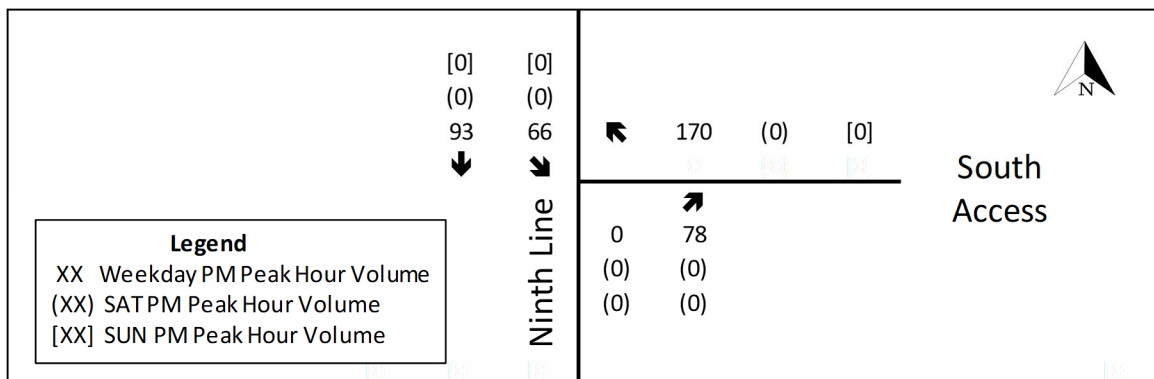 [0] [0]
(0) (0)
93 66
170 (0) [0]
N
South
Access
Ninth Line
0 78
(0) (0)
(0) (0)
Legend
XX Weekday PM Peak Hour Volume
(XX) SAT PM Peak Hour Volume
[XX] SUN PM Peak Hour Volume